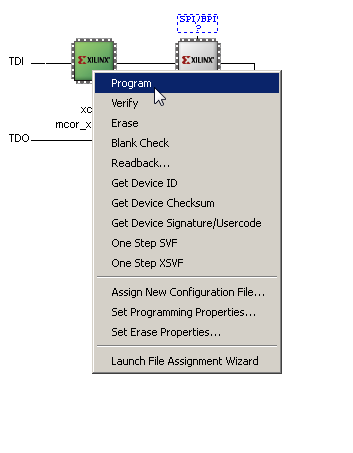 SPI/BPI
?
XILINX
XILINX
TDI
Program
Verify
xc
mcor_x
Erase
TDO
Blank Check
Readback...
Get Device ID
Get Device Checksum
Get Device Signature/Usercode
One Step SVF
One Step XSVF
Assign New Configuration File...
Set Programming Properties...
Set Erase Properties...
Launch File Assignment Wizard